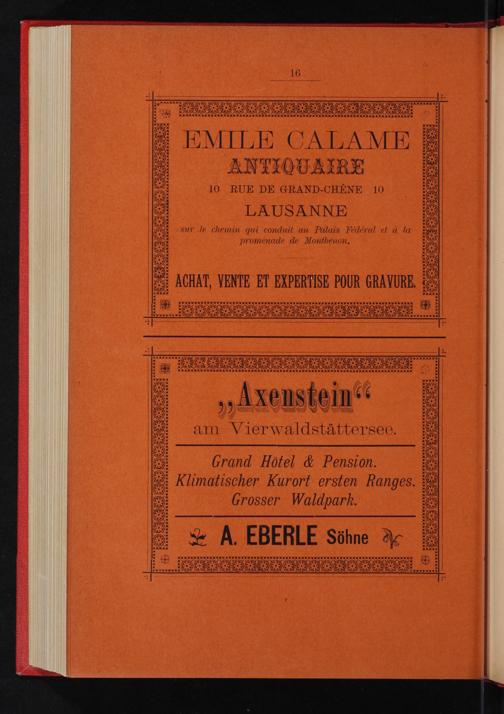 16
EMILE CALAME
ANTIQUAIRE
10 RUE DE GRAND-CHÊNE 10
LAUSANNE
sur le chemin qui conduit au Palais Fédéral et à la
promenade de Montbenon.
ACHAT, VENTE ET EXPERTISE POUR GRAVURE.
„Axenstein“
am Vierwaldstättersee.
Grand Hôtel & Pension.
Klimatischer Kurort ersten Ranges.
Grosser Waldpark.
A. EBERLE Söhne